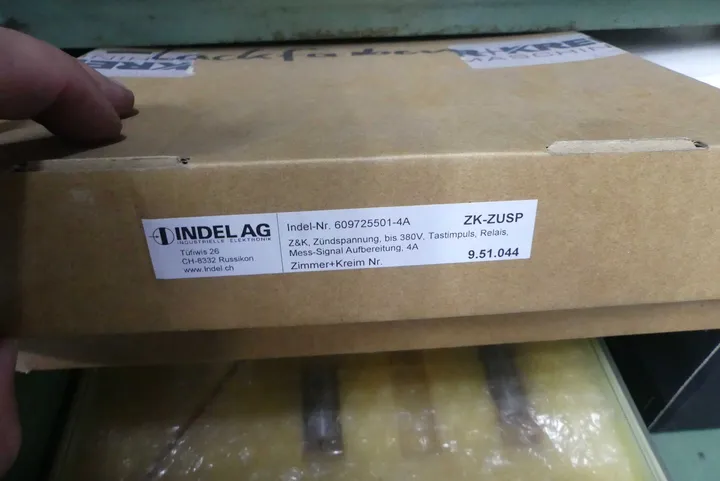 KRE
INDEL AG
INDUSTRIELLE ELEKTRONIK
Tüfiwis 26
CH-8332 Russikon
www.Indel.ch
Indel-Nr. 609725501-4A
ZK-ZUSP
Z&K, Zündspannung, bis 380V, Tastimpuls, Relais,
Mess-Signal Aufbereitung, 4A
Zimmer+Kreim Nr.
9.51.044